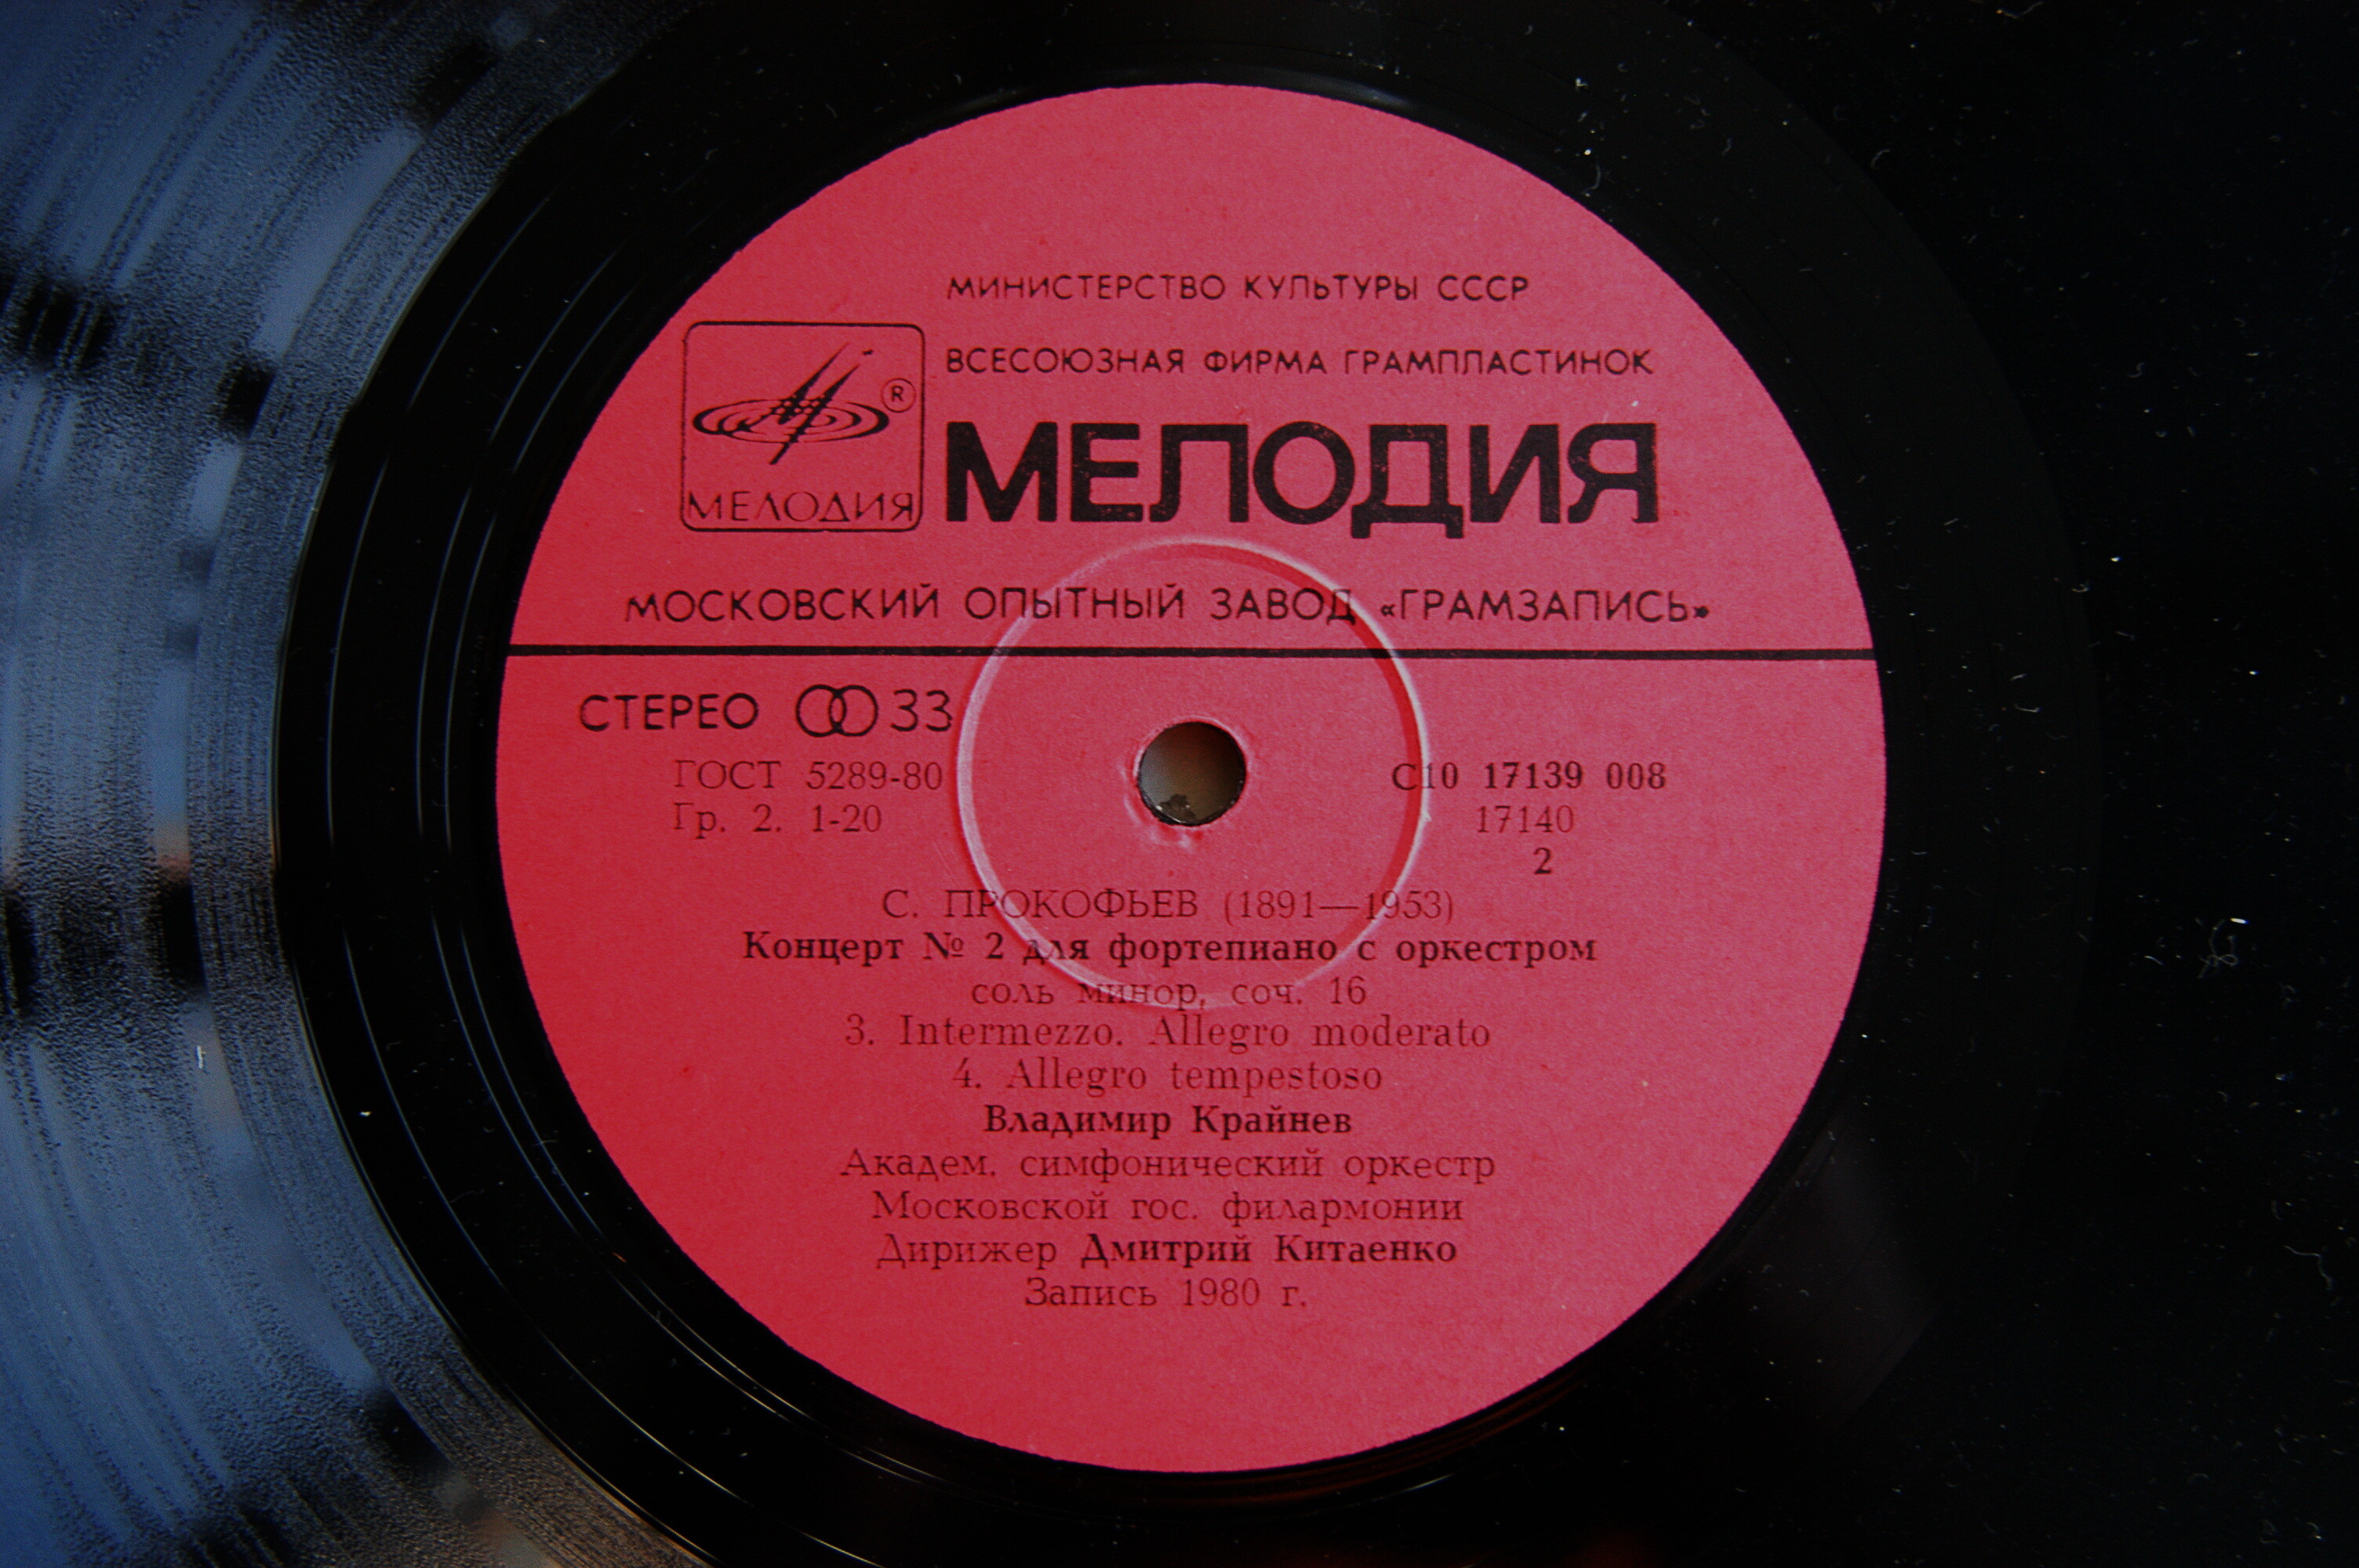 МИНИСТЕРСТВО КУЛЬТУРЫ СССР
ВСЕСОЮЗНАЯ ФИРМА ГРАМПЛАСТИНОК
®
МЕЛОДИЯ
МЕЛОДИЯ
МОСКОВСКИЙ ОПЫТНЫЙ ЗАВОД «ГРАМЗАПИСЬ»
СТЕРЕО 33
ГОСТ 5289-80
Гр. 2. 1-20
С10 17139 008
17140
2
С. ПРОКОФЬЕВ (1891—1953)
Концерт № 2 для фортепиано с оркестром
соль минор, соч. 16
3. Intermezzo. Allegro moderato
4. Allegro tempestoso
Владимир Крайнев
Академ. симфонический оркестр
Московской гос. филармонии
Дирижер Дмитрий Китаенко
Запись 1980 г.